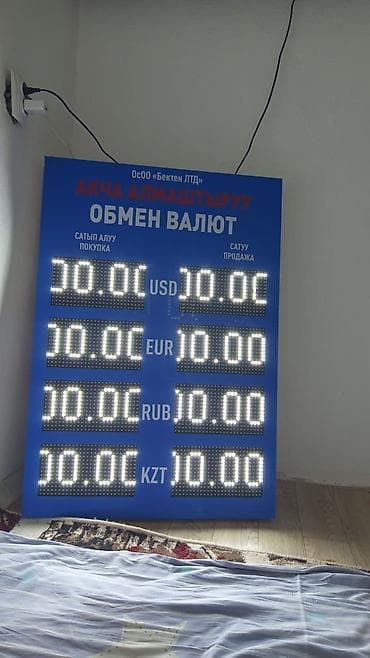 ОсОО «Бектен ЛТД»
АКЧА АЛМАШТЫРУУ
ОБМЕН ВАЛЮТ
САТЫП АЛУУ
ПОКУПКА
САТУУ
ПРОДАЖА
00.00 USD 00.00
00.00 EUR 00.00
00.00 RUB 00.00
00.00 KZT 00.00